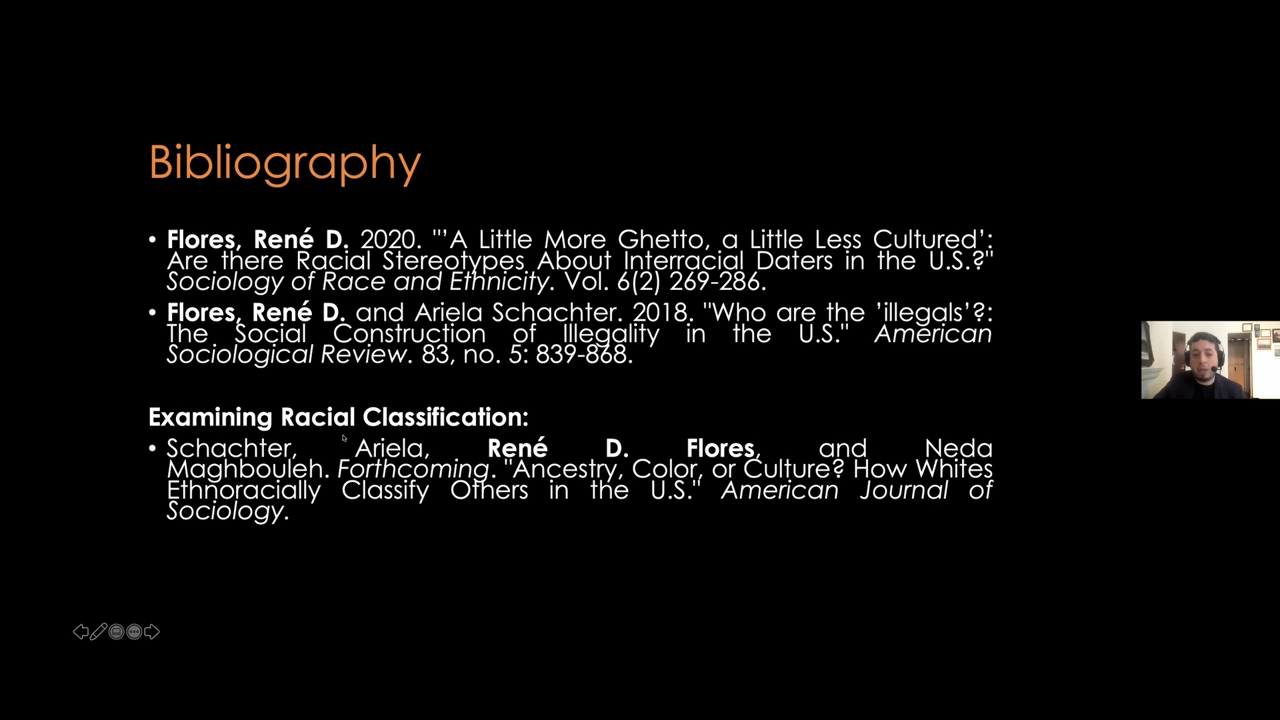 Bibliography
• Flores, René D. 2020. "’A Little More Ghetto, a Little Less Cultured’:
Are there Racial Stereotypes About Interracial Daters in the U.S.?"
Sociology of Race and Ethnicity. Vol. 6(2) 269-286.
• Flores, René D. and Ariela Schachter. 2018. "Who are the ’illegals’?:
The Social Construction of Illegality in the U.S." American
Sociological Review. 83, no. 5: 839-868.
Examining Racial Classification:
• Schachter, Ariela, René D. Flores, and Neda
Maghbouleh. Forthcoming. "Ancestry, Color, or Culture? How Whites
Ethnoracially Classify Others in the U.S." American Journal of
Sociology.